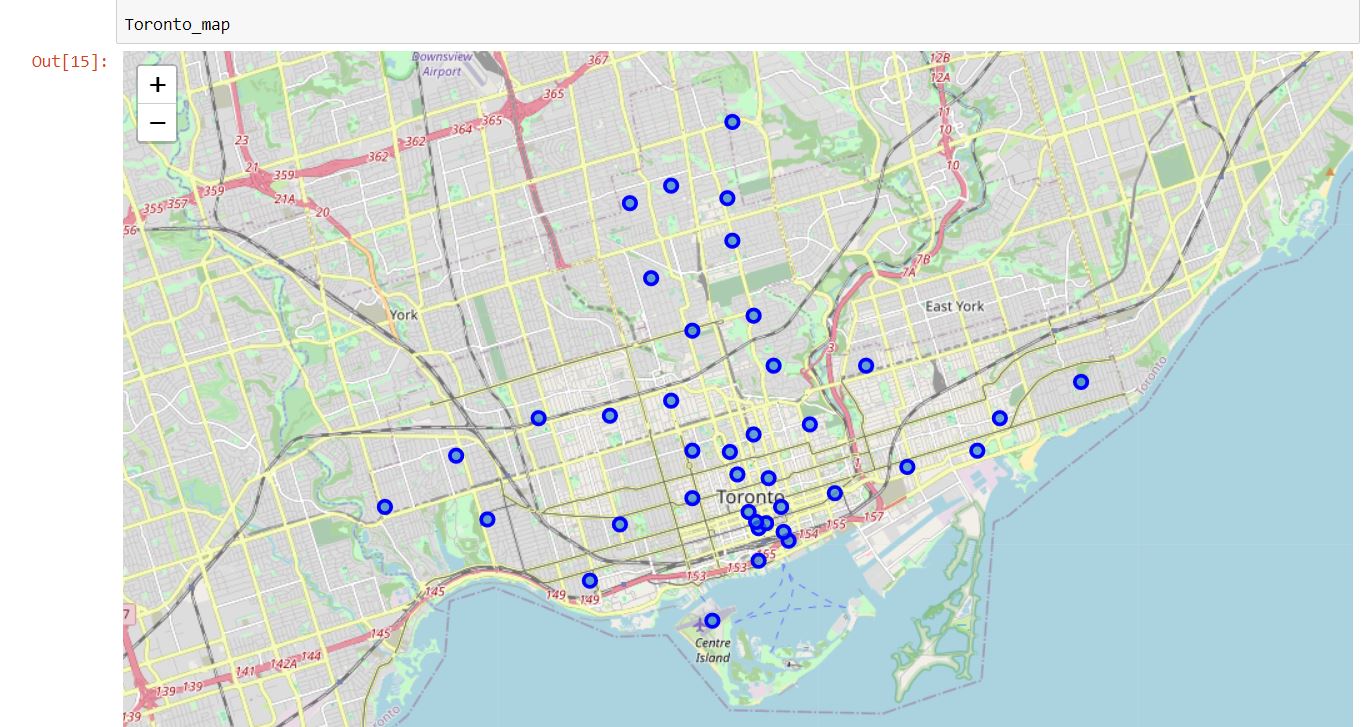 Toronto_map
Out[15]:
+
−
Downsview
Airport
367
365
365
364
362
362
359
359
357
355
56
23
21
21A
20
12B
12A
11
10
10
7B
7A
3
1
York
East York
Toronto
Toronto
157
155
154
155
153
153
149
149
145
145
144
142A
141
139
139
139
7
Centre
Island
ronto